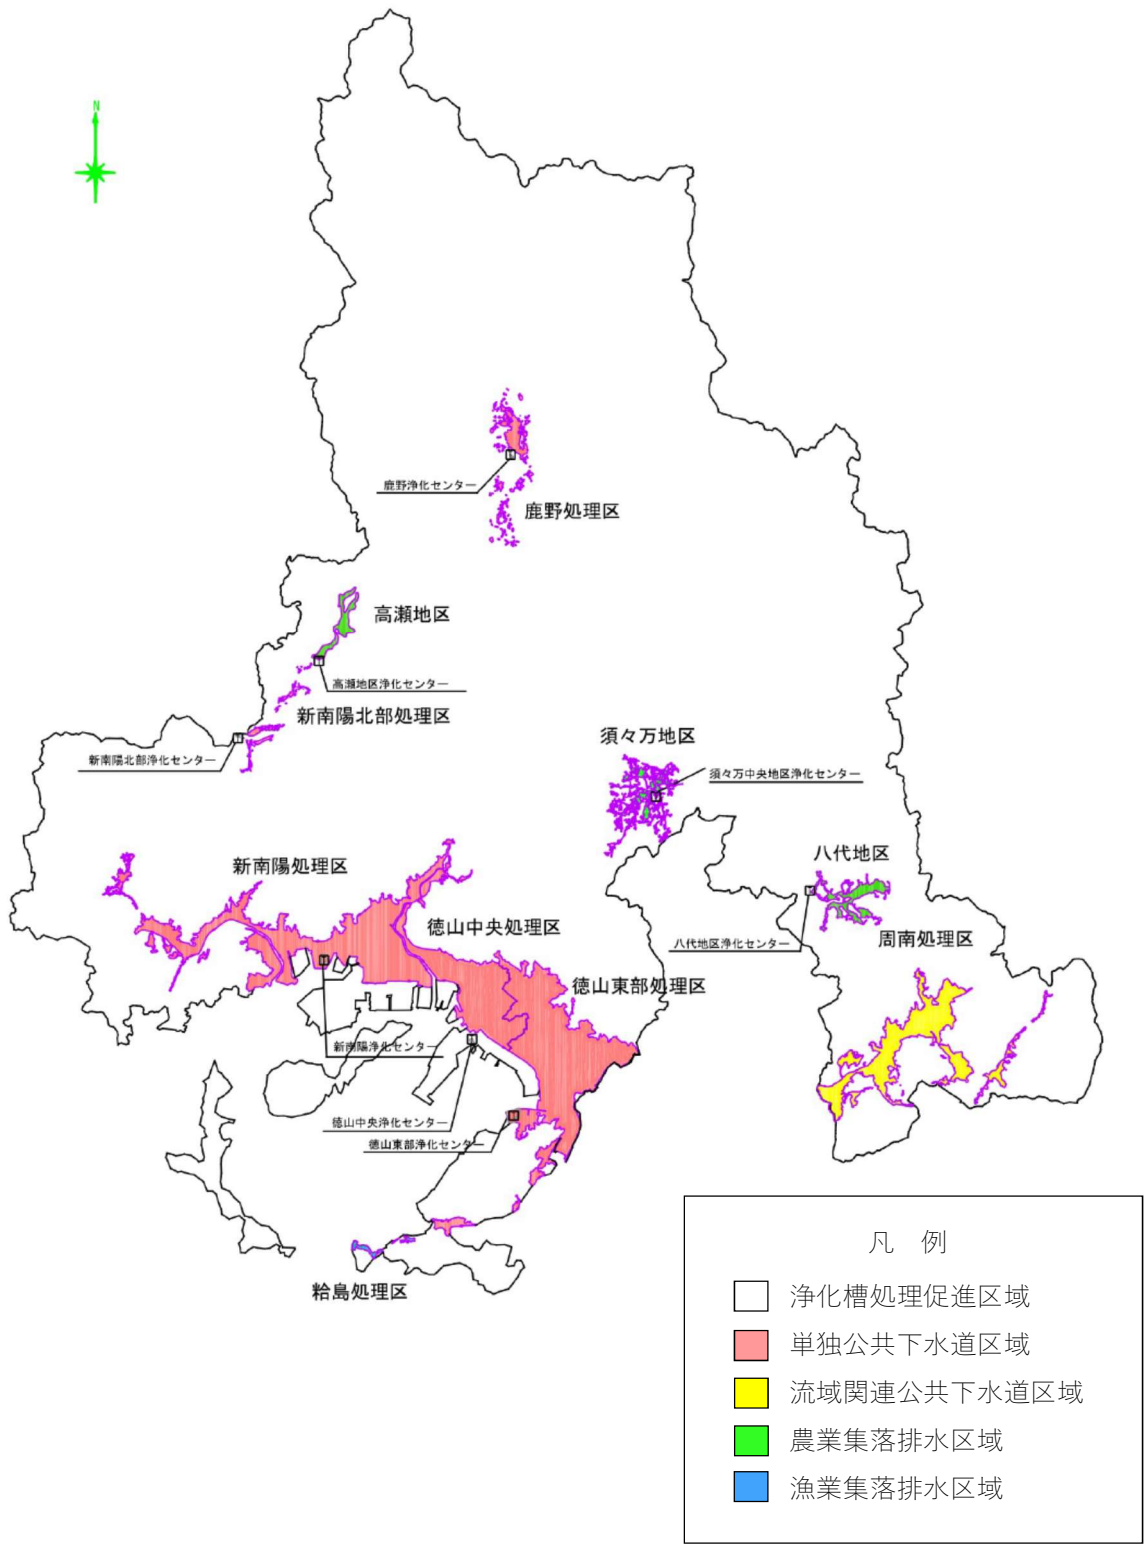 N
鹿野浄化センター
鹿野処理区
高瀬地区
高瀬地区浄化センター
新南陽北部処理区
新南陽北部浄化センター
須々万地区
須々万中央地区浄化センター
八代地区
新南陽処理区
徳山中央処理区
八代地区浄化センター
周南処理区
徳山東部処理区
新南陽浄化センター
徳山中央浄化センター
徳山東部浄化センター
粭島処理区
凡 例
浄化槽処理促進区域
単独公共下水道区域
流域関連公共下水道区域
農業集落排水区域
漁業集落排水区域